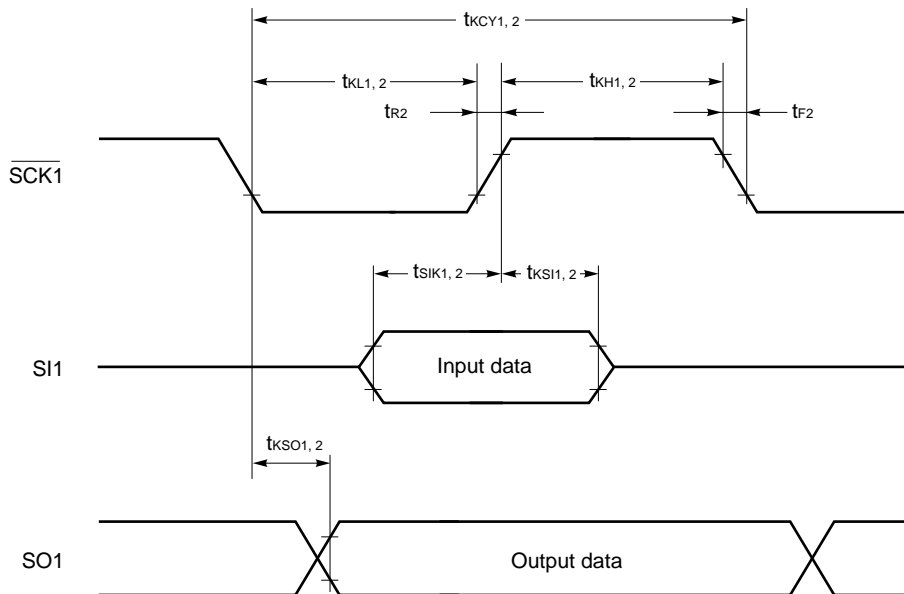 tKCY1, 2
tKL1, 2
tKH1, 2
tR2
tF2
SCK1
tSIK1, 2
tKSI1, 2
SI1
Input data
tKSO1, 2
SO1
Output data